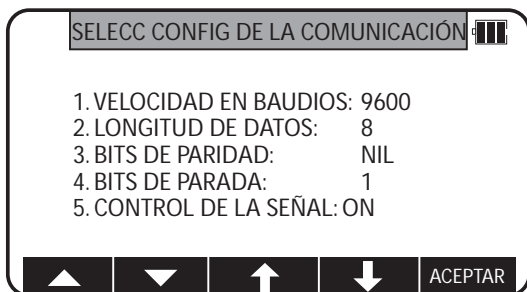 SELECC CONFIG DE LA COMUNICACIÓN
1. VELOCIDAD EN BAUDIOS: 9600
2. LONGITUD DE DATOS: 8
3. BITS DE PARIDAD: NIL
4. BITS DE PARADA: 1
5. CONTROL DE LA SEÑAL: ON
ACEPTAR